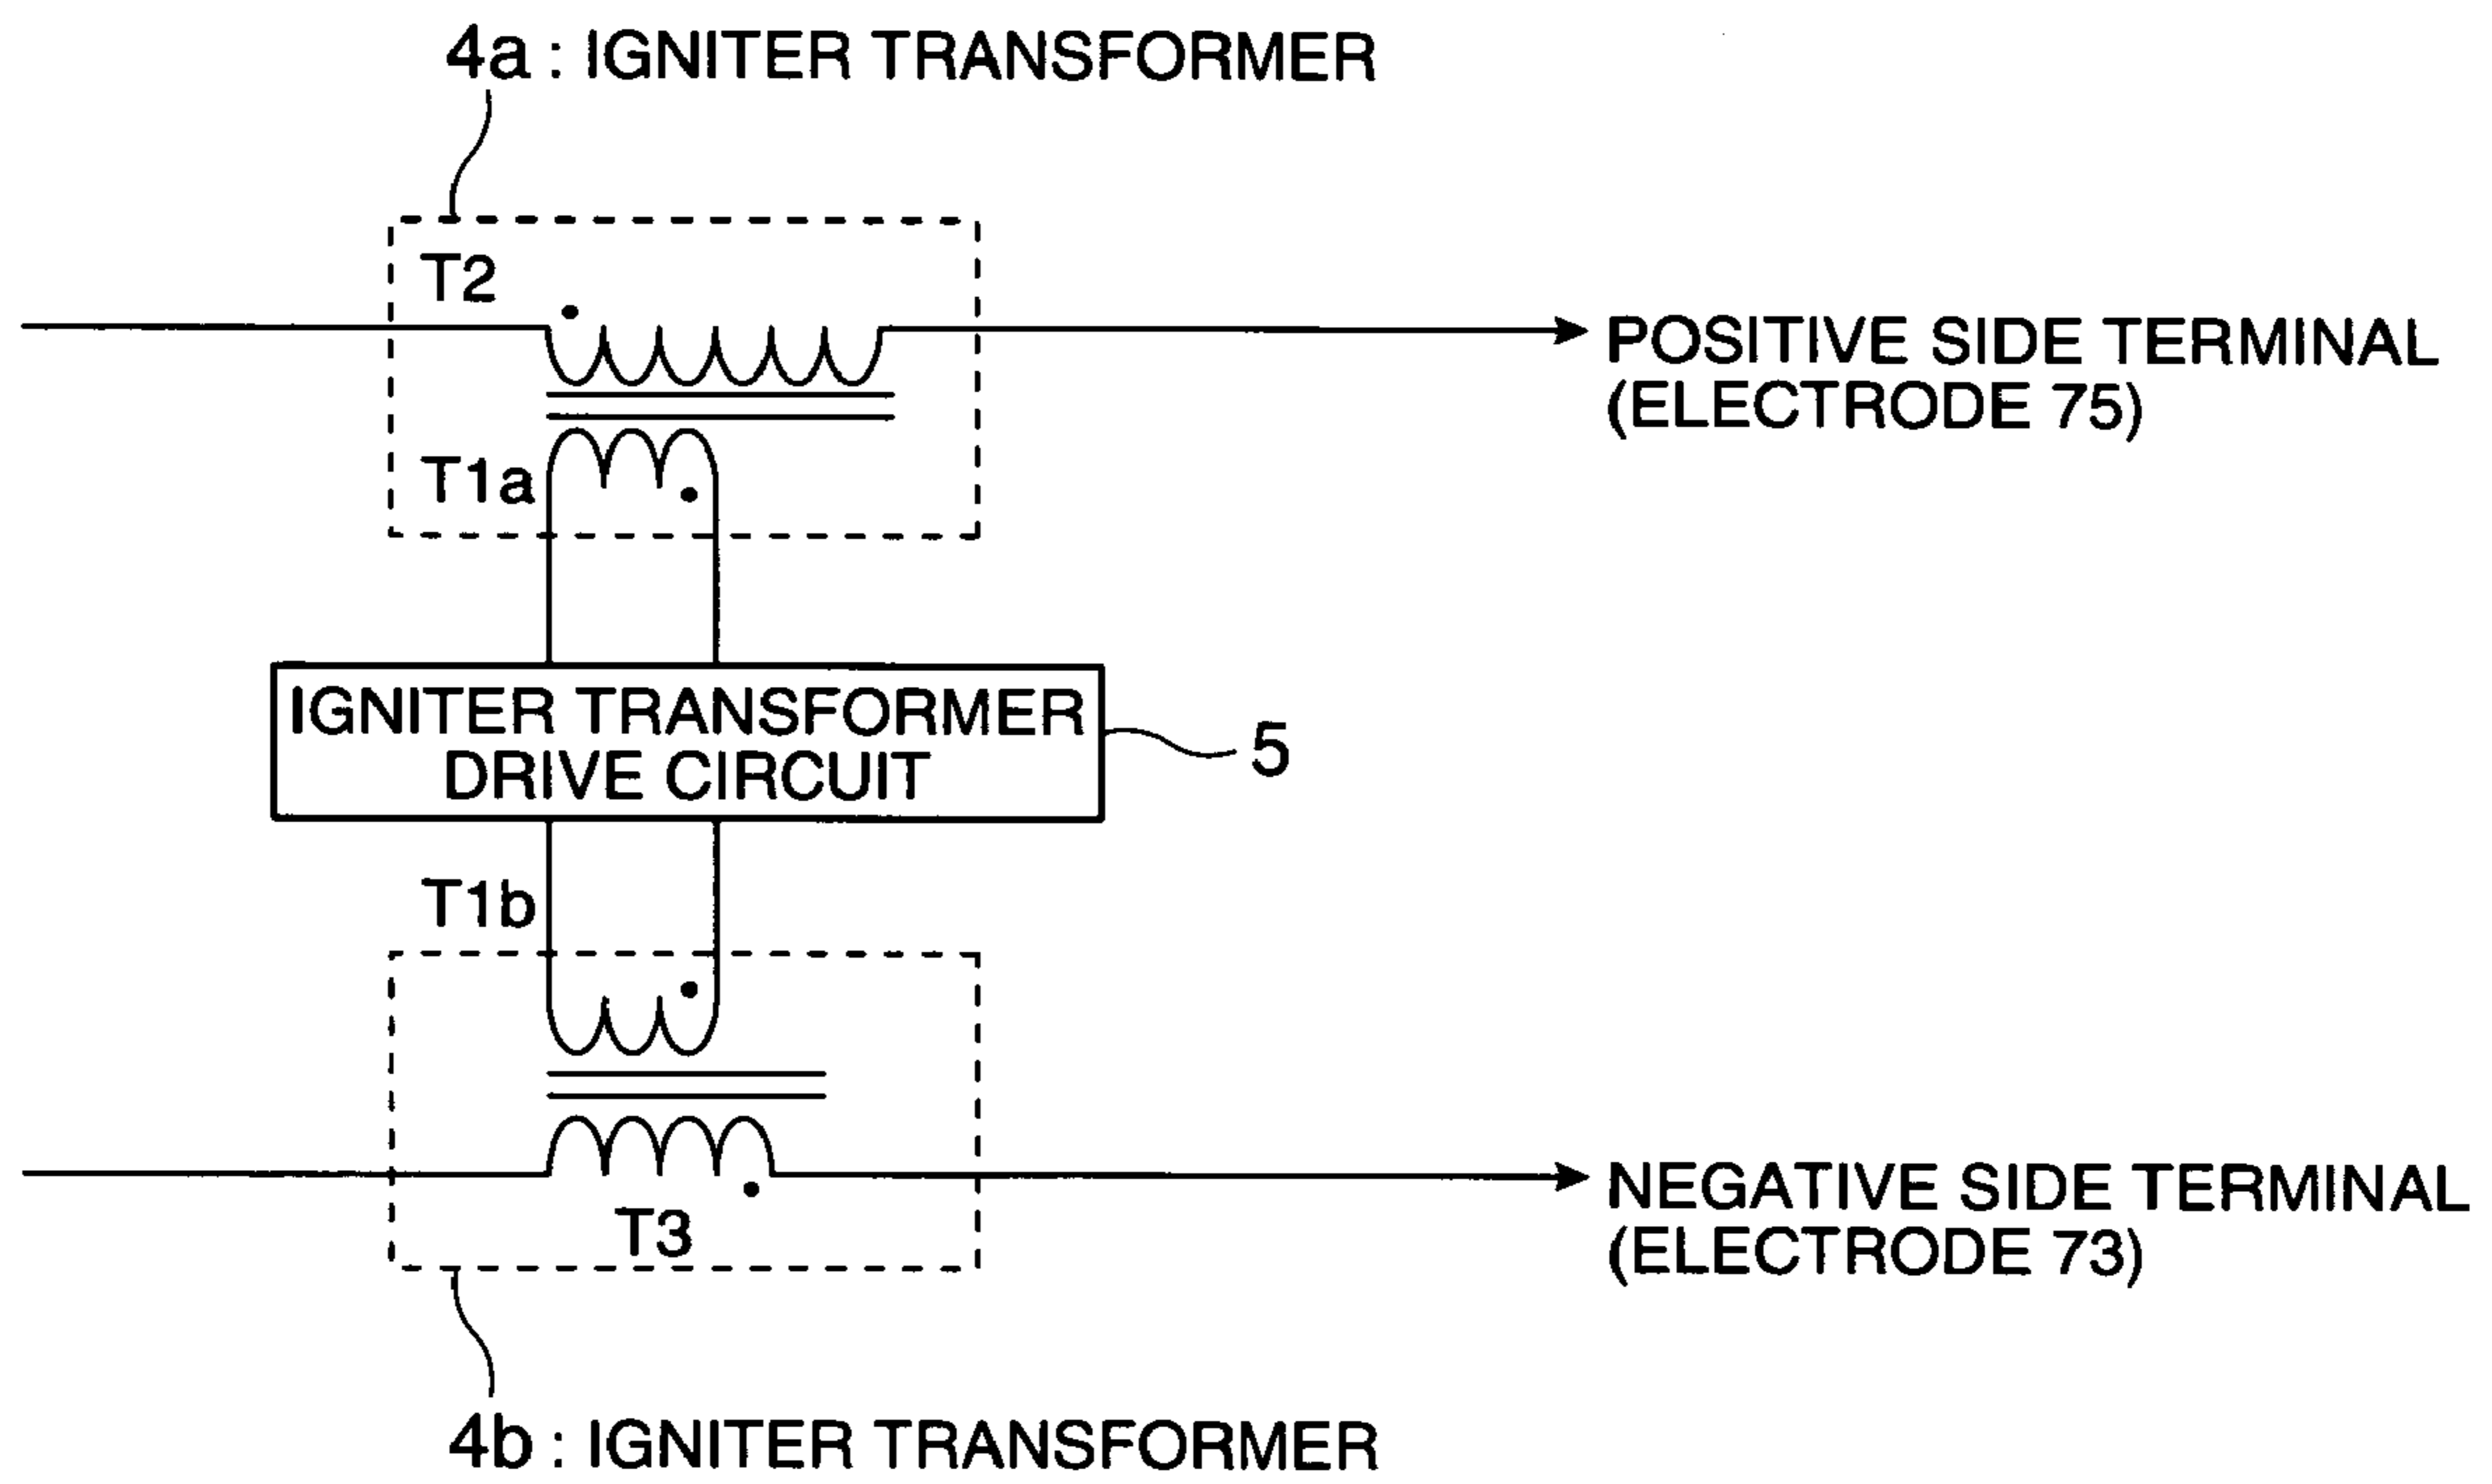 4a : IGNITER TRANSFORMER
T2
POSITIVE SIDE TERMINAL
(ELECTRODE 75)
T1a
IGNITER TRANSFORMER
DRIVE CIRCUIT
5
T1b
NEGATIVE SIDE TERMINAL
(ELECTRODE 73)
T3
4b : IGNITER TRANSFORMER